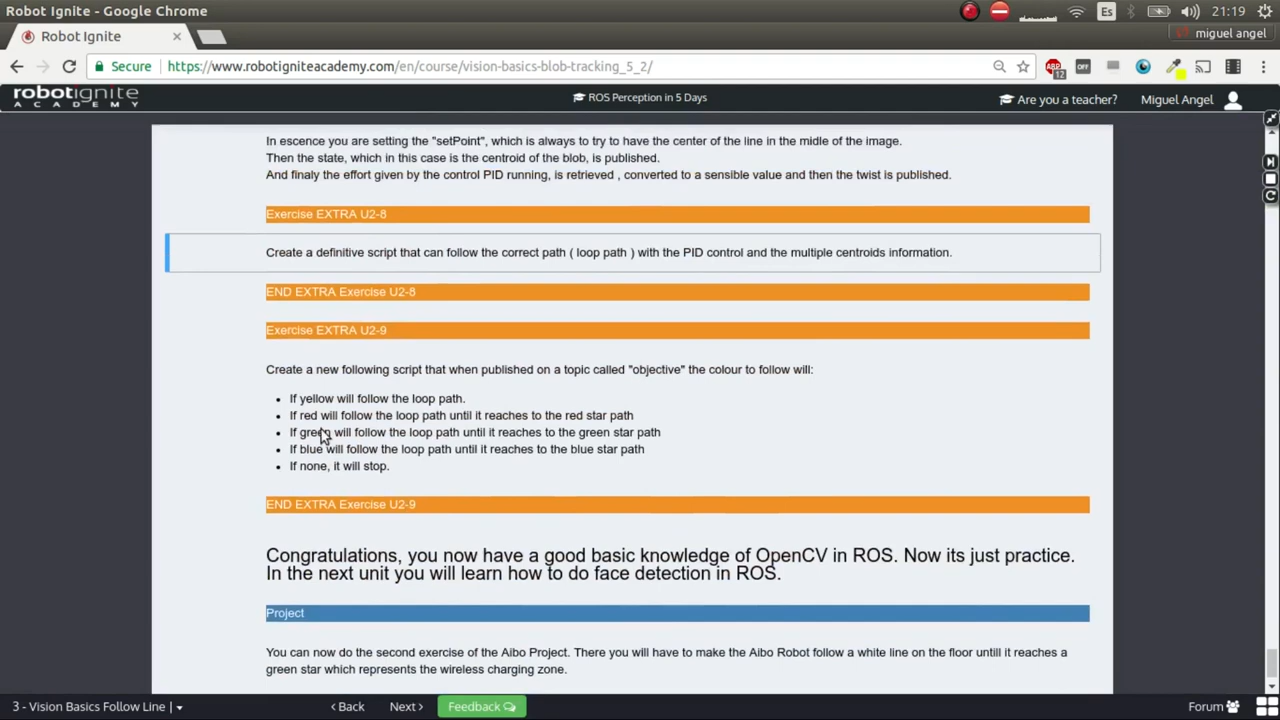 Robot Ignite - Google Chrome
Es
21:19
Robot Ignite
miguel angel
Secure
https://www.robotigniteacademy.com/en/course/vision-basics-blob-tracking_5_2/
ABP
12
OFF
robotignite
ACADEMY
ROS Perception in 5 Days
Are you a teacher?
Miguel Angel
In escence you are setting the "setPoint", which is always to try to have the center of the line in the midle of the image.
Then the state, which in this case is the centroid of the blob, is published.
And finaly the effort given by the control PID running, is retrieved , converted to a sensible value and then the twist is published.
Exercise EXTRA U2-8
Create a definitive script that can follow the correct path ( loop path ) with the PID control and the multiple centroids information.
END EXTRA Exercise U2-8
Exercise EXTRA U2-9
Create a new following script that when published on a topic called "objective" the colour to follow will:
• If yellow will follow the loop path.
• If red will follow the loop path until it reaches to the red star path
• If green will follow the loop path until it reaches to the green star path
• If blue will follow the loop path until it reaches to the blue star path
• If none, it will stop.
END EXTRA Exercise U2-9
Congratulations, you now have a good basic knowledge of OpenCV in ROS. Now its just practice.
In the next unit you will learn how to do face detection in ROS.
Project
You can now do the second exercise of the Aibo Project. There you will have to make the Aibo Robot follow a white line on the floor untill it reaches a
green star which represents the wireless charging zone.
3 - Vision Basics Follow Line |
Back
Next
Feedback
Forum